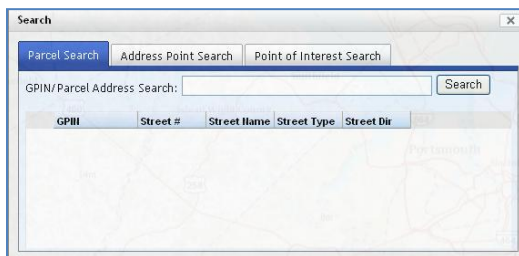 Search
Parcel Search Address Point Search Point of Interest Search
GPIN/Parcel Address Search: Search
GPIN Street # Street Name Street Type Street Dir
Portsmouth